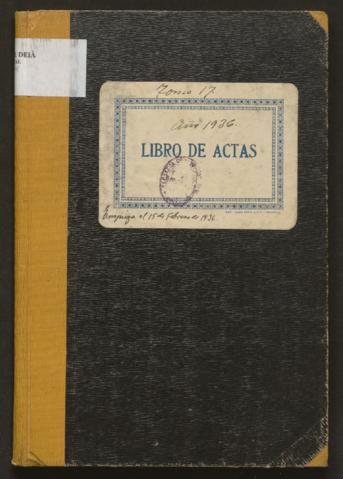 DEIÀ
Tomo 17.
Año 1936.
LIBRO DE ACTAS
Empieza el 15 de Febrero de 1936